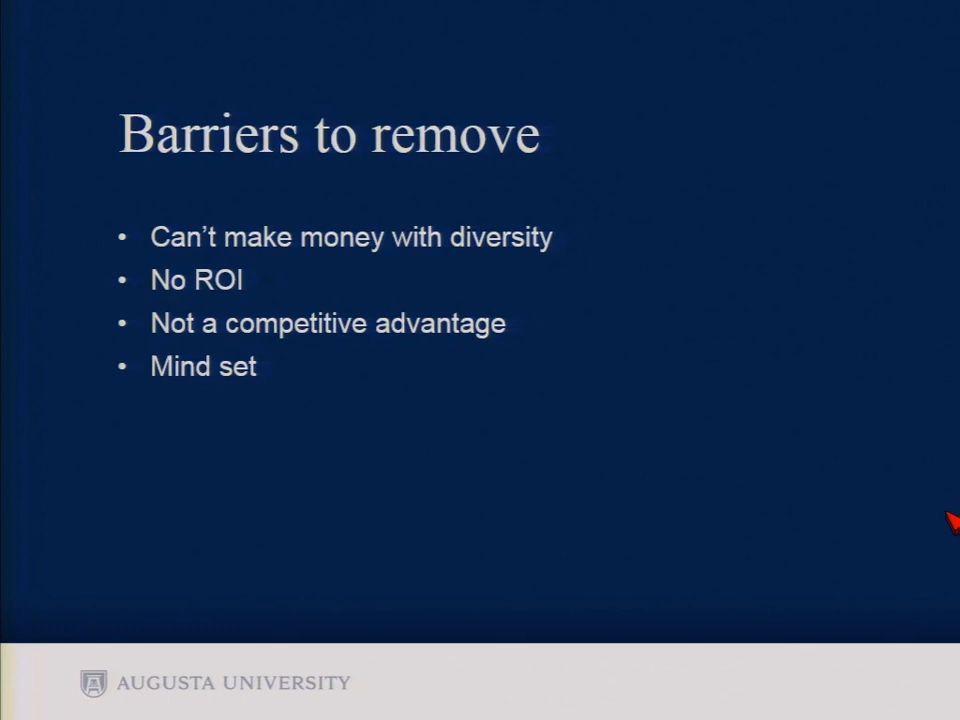 Barriers to remove
• Can't make money with diversity
• No ROI
• Not a competitive advantage
• Mind set
AUGUSTA UNIVERSITY